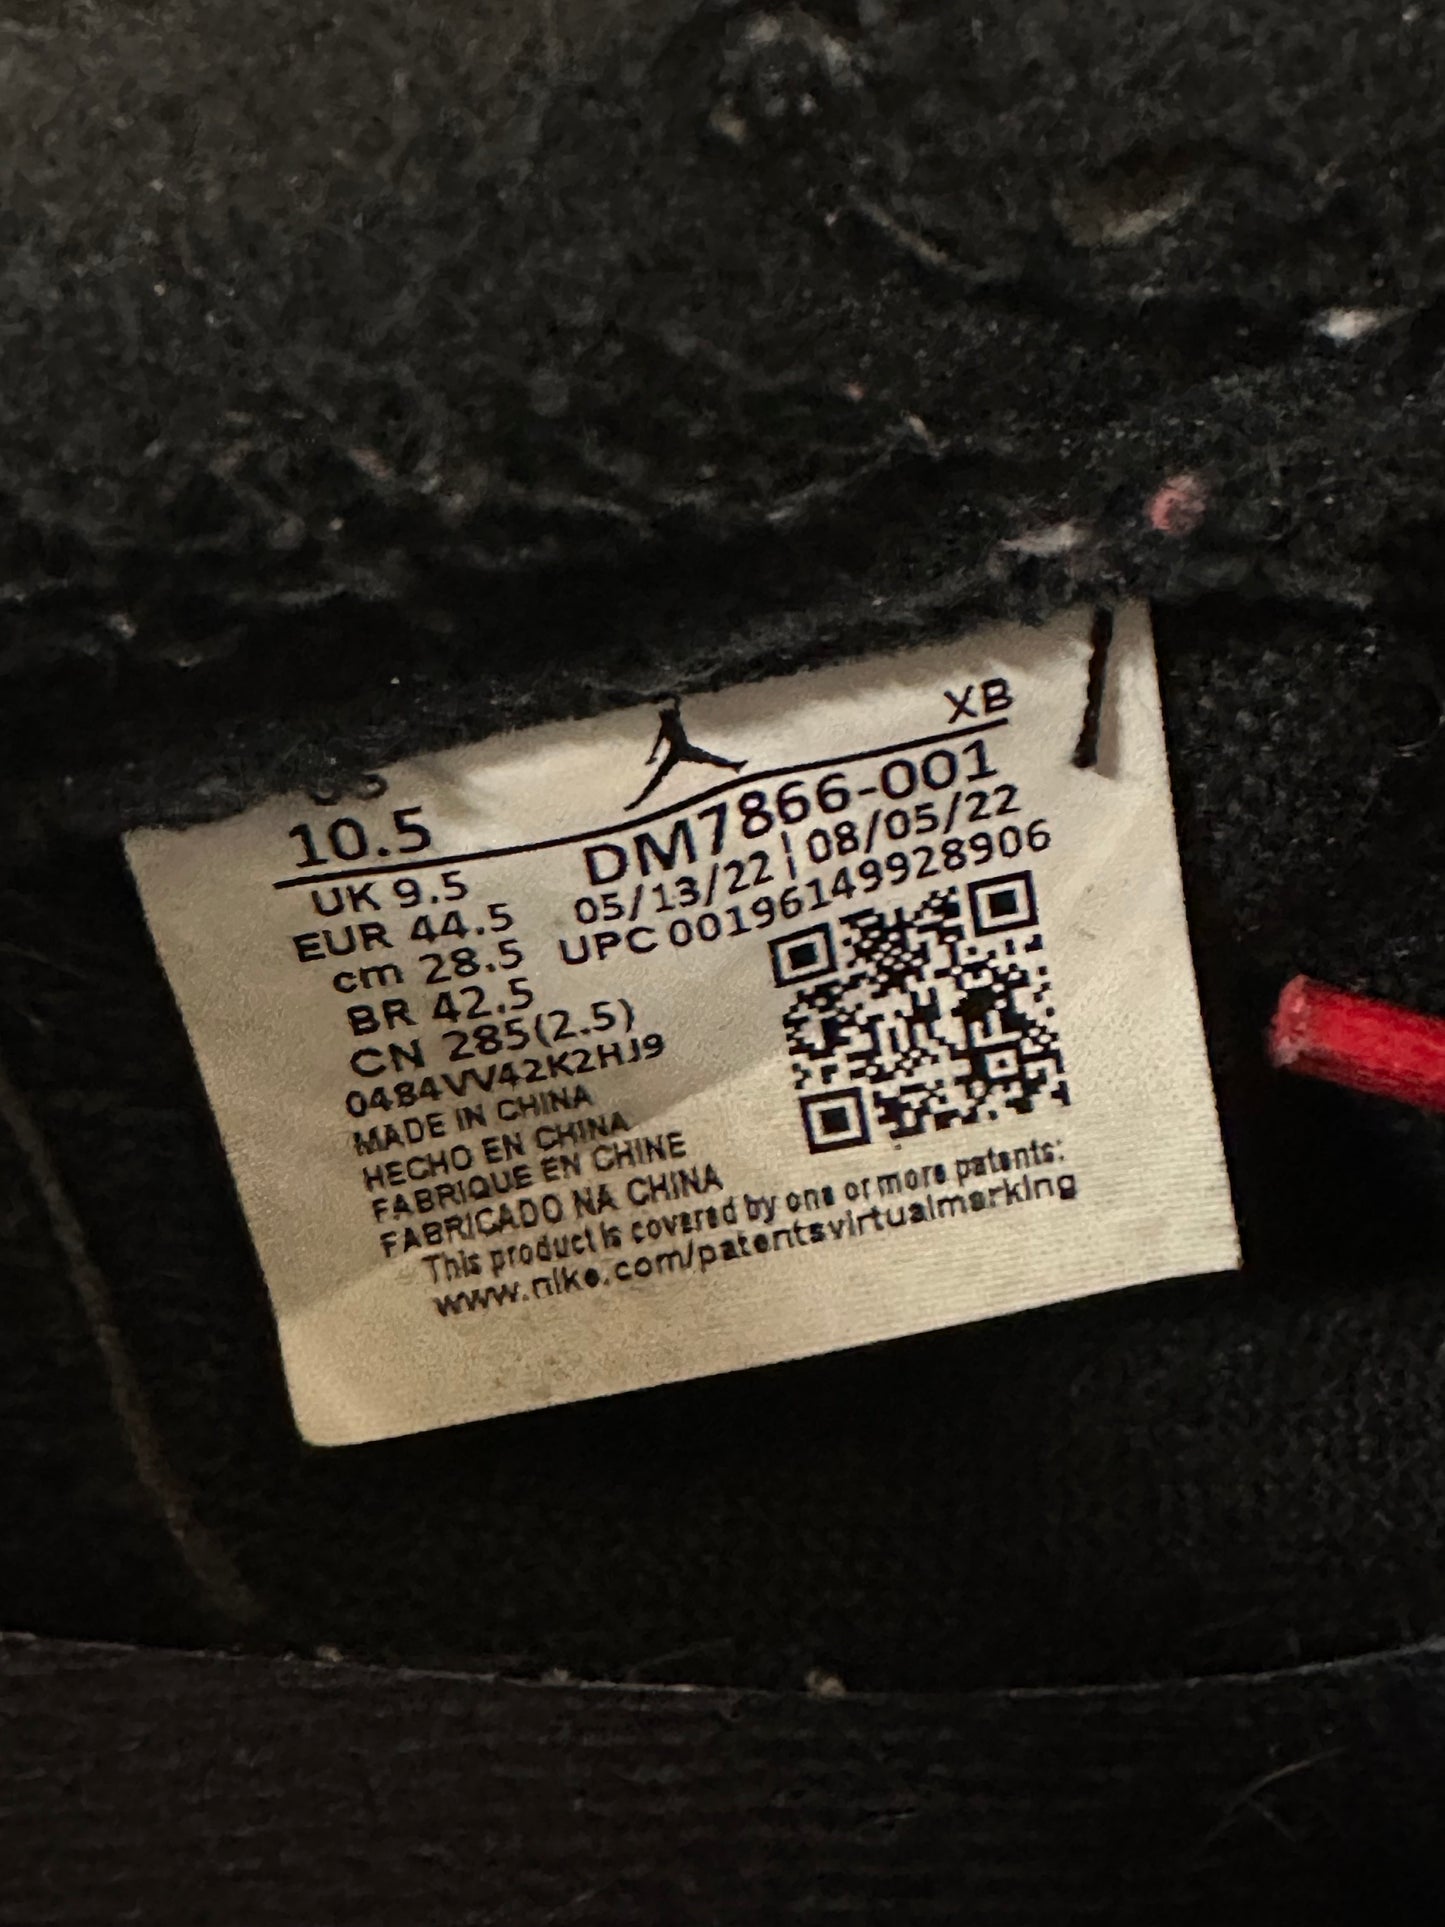 XB
10.5
DM7866-001
UK 9.5
05/13/22 | 08/05/22
EUR 44.5
UPC 00196149928906
cm 28.5
BR 42.5
CN 285(2.5)
0484VV42K2HJ9
MADE IN CHINA
HECHO EN CHINA
FABRIQUE EN CHINE
FABRICADO NA CHINA
This product is covered by one or more patents:
www.nike.com/patentsvirtualmarking